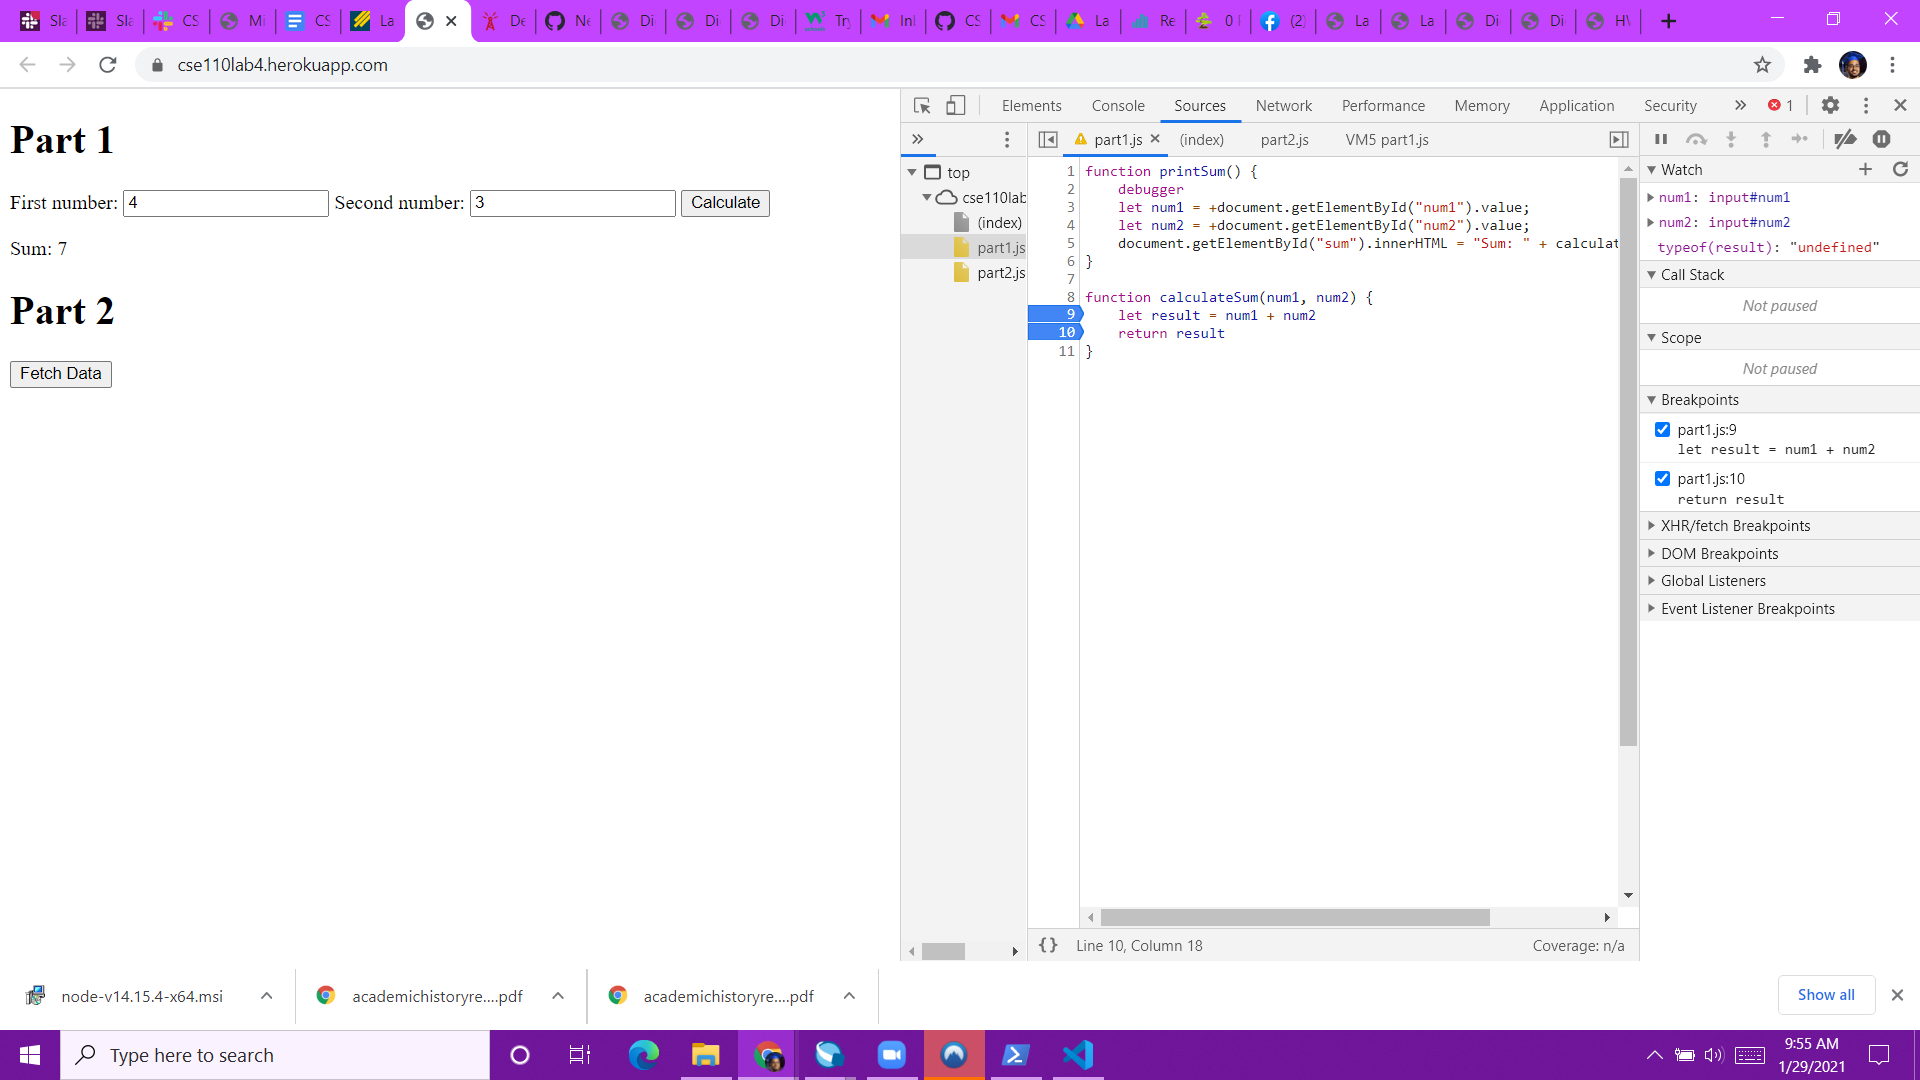 Sla
Sla
CS
Mi
CS
La
De
Ne
Di
Di
Di
Try
Inl
CS
CS
La
Re
0
(2)
La
La
Di
Di
HV
cse110lab4.herokuapp.com
Part 1
First number: 4 Second number: 3 Calculate
Sum: 7
Part 2
Fetch Data
Elements Console Sources Network Performance Memory Application Security » 1
» part1.js (index) part2.js VM5 part1.js
top
cse110lab
(index)
part1.js
part2.js
1 function printSum() {
2 debugger
3 let num1 = +document.getElementById("num1").value;
4 let num2 = +document.getElementById("num2").value;
5 document.getElementById("sum").innerHTML = "Sum: " + calculat
6 }
7
8 function calculateSum(num1, num2) {
9 let result = num1 + num2
10 return result
11 }
{} Line 10, Column 18 Coverage: n/a
Watch
num1: input#num1
num2: input#num2
typeof(result): "undefined"
Call Stack
Not paused
Scope
Not paused
Breakpoints
part1.js:9
let result = num1 + num2
part1.js:10
return result
XHR/fetch Breakpoints
DOM Breakpoints
Global Listeners
Event Listener Breakpoints
node-v14.15.4-x64.msi academichistoryre....pdf academichistoryre....pdf Show all
Type here to search
9:55 AM
1/29/2021